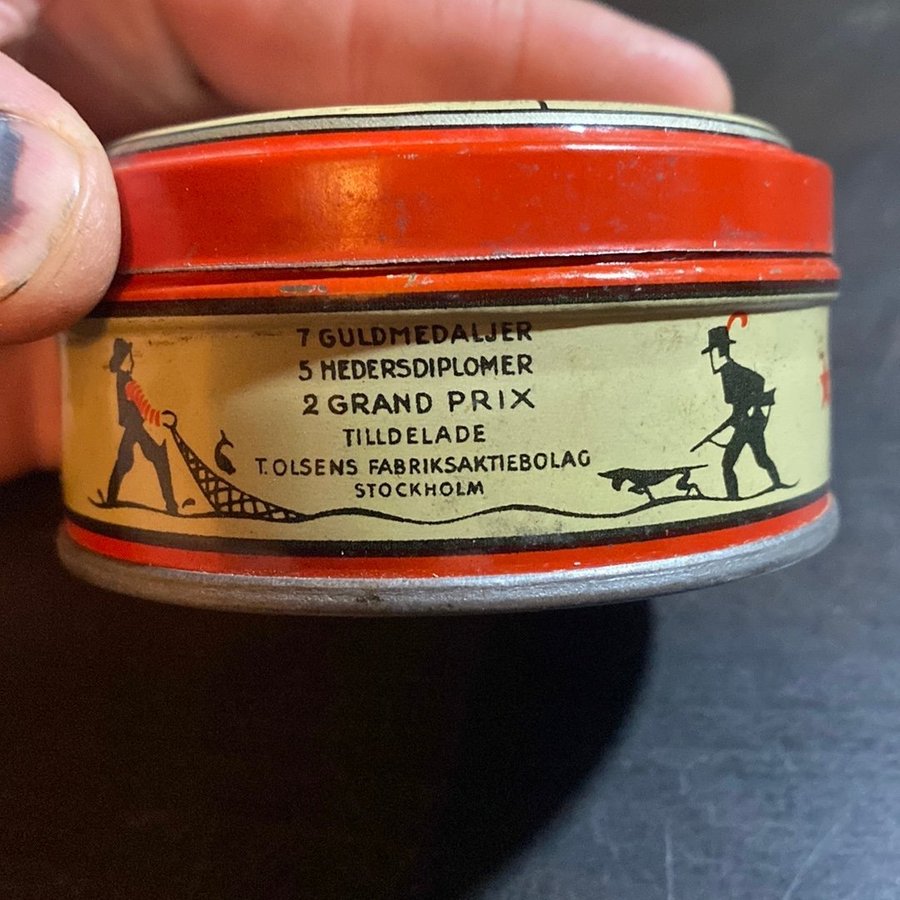 7 GULDMEDALJER
5 HEDERSDIPLOMER
2 GRAND PRIX
TILLDELADE
T. OLSENS FABRIKSAKTIEBOLAG
STOCKHOLM